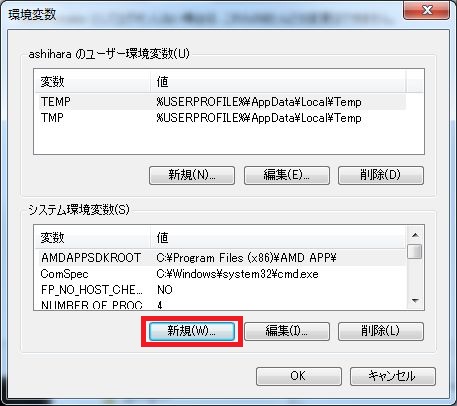 環境変数
ashihara のユーザー環境変数(U)
変数 値
TEMP %USERPROFILE%¥AppData¥Local¥Temp
TMP %USERPROFILE%¥AppData¥Local¥Temp
新規(N)... 編集(E)... 削除(D)
システム環境変数(S)
変数 値
AMDAPPSDKROOT C:¥Program Files (x86)¥AMD APP¥
ComSpec C:¥Windows¥system32¥cmd.exe
FP_NO_HOST_CHE... NO
NUMBER_OF_PROC 4
新規(W)... 編集(I)... 削除(L)
OK キャンセル